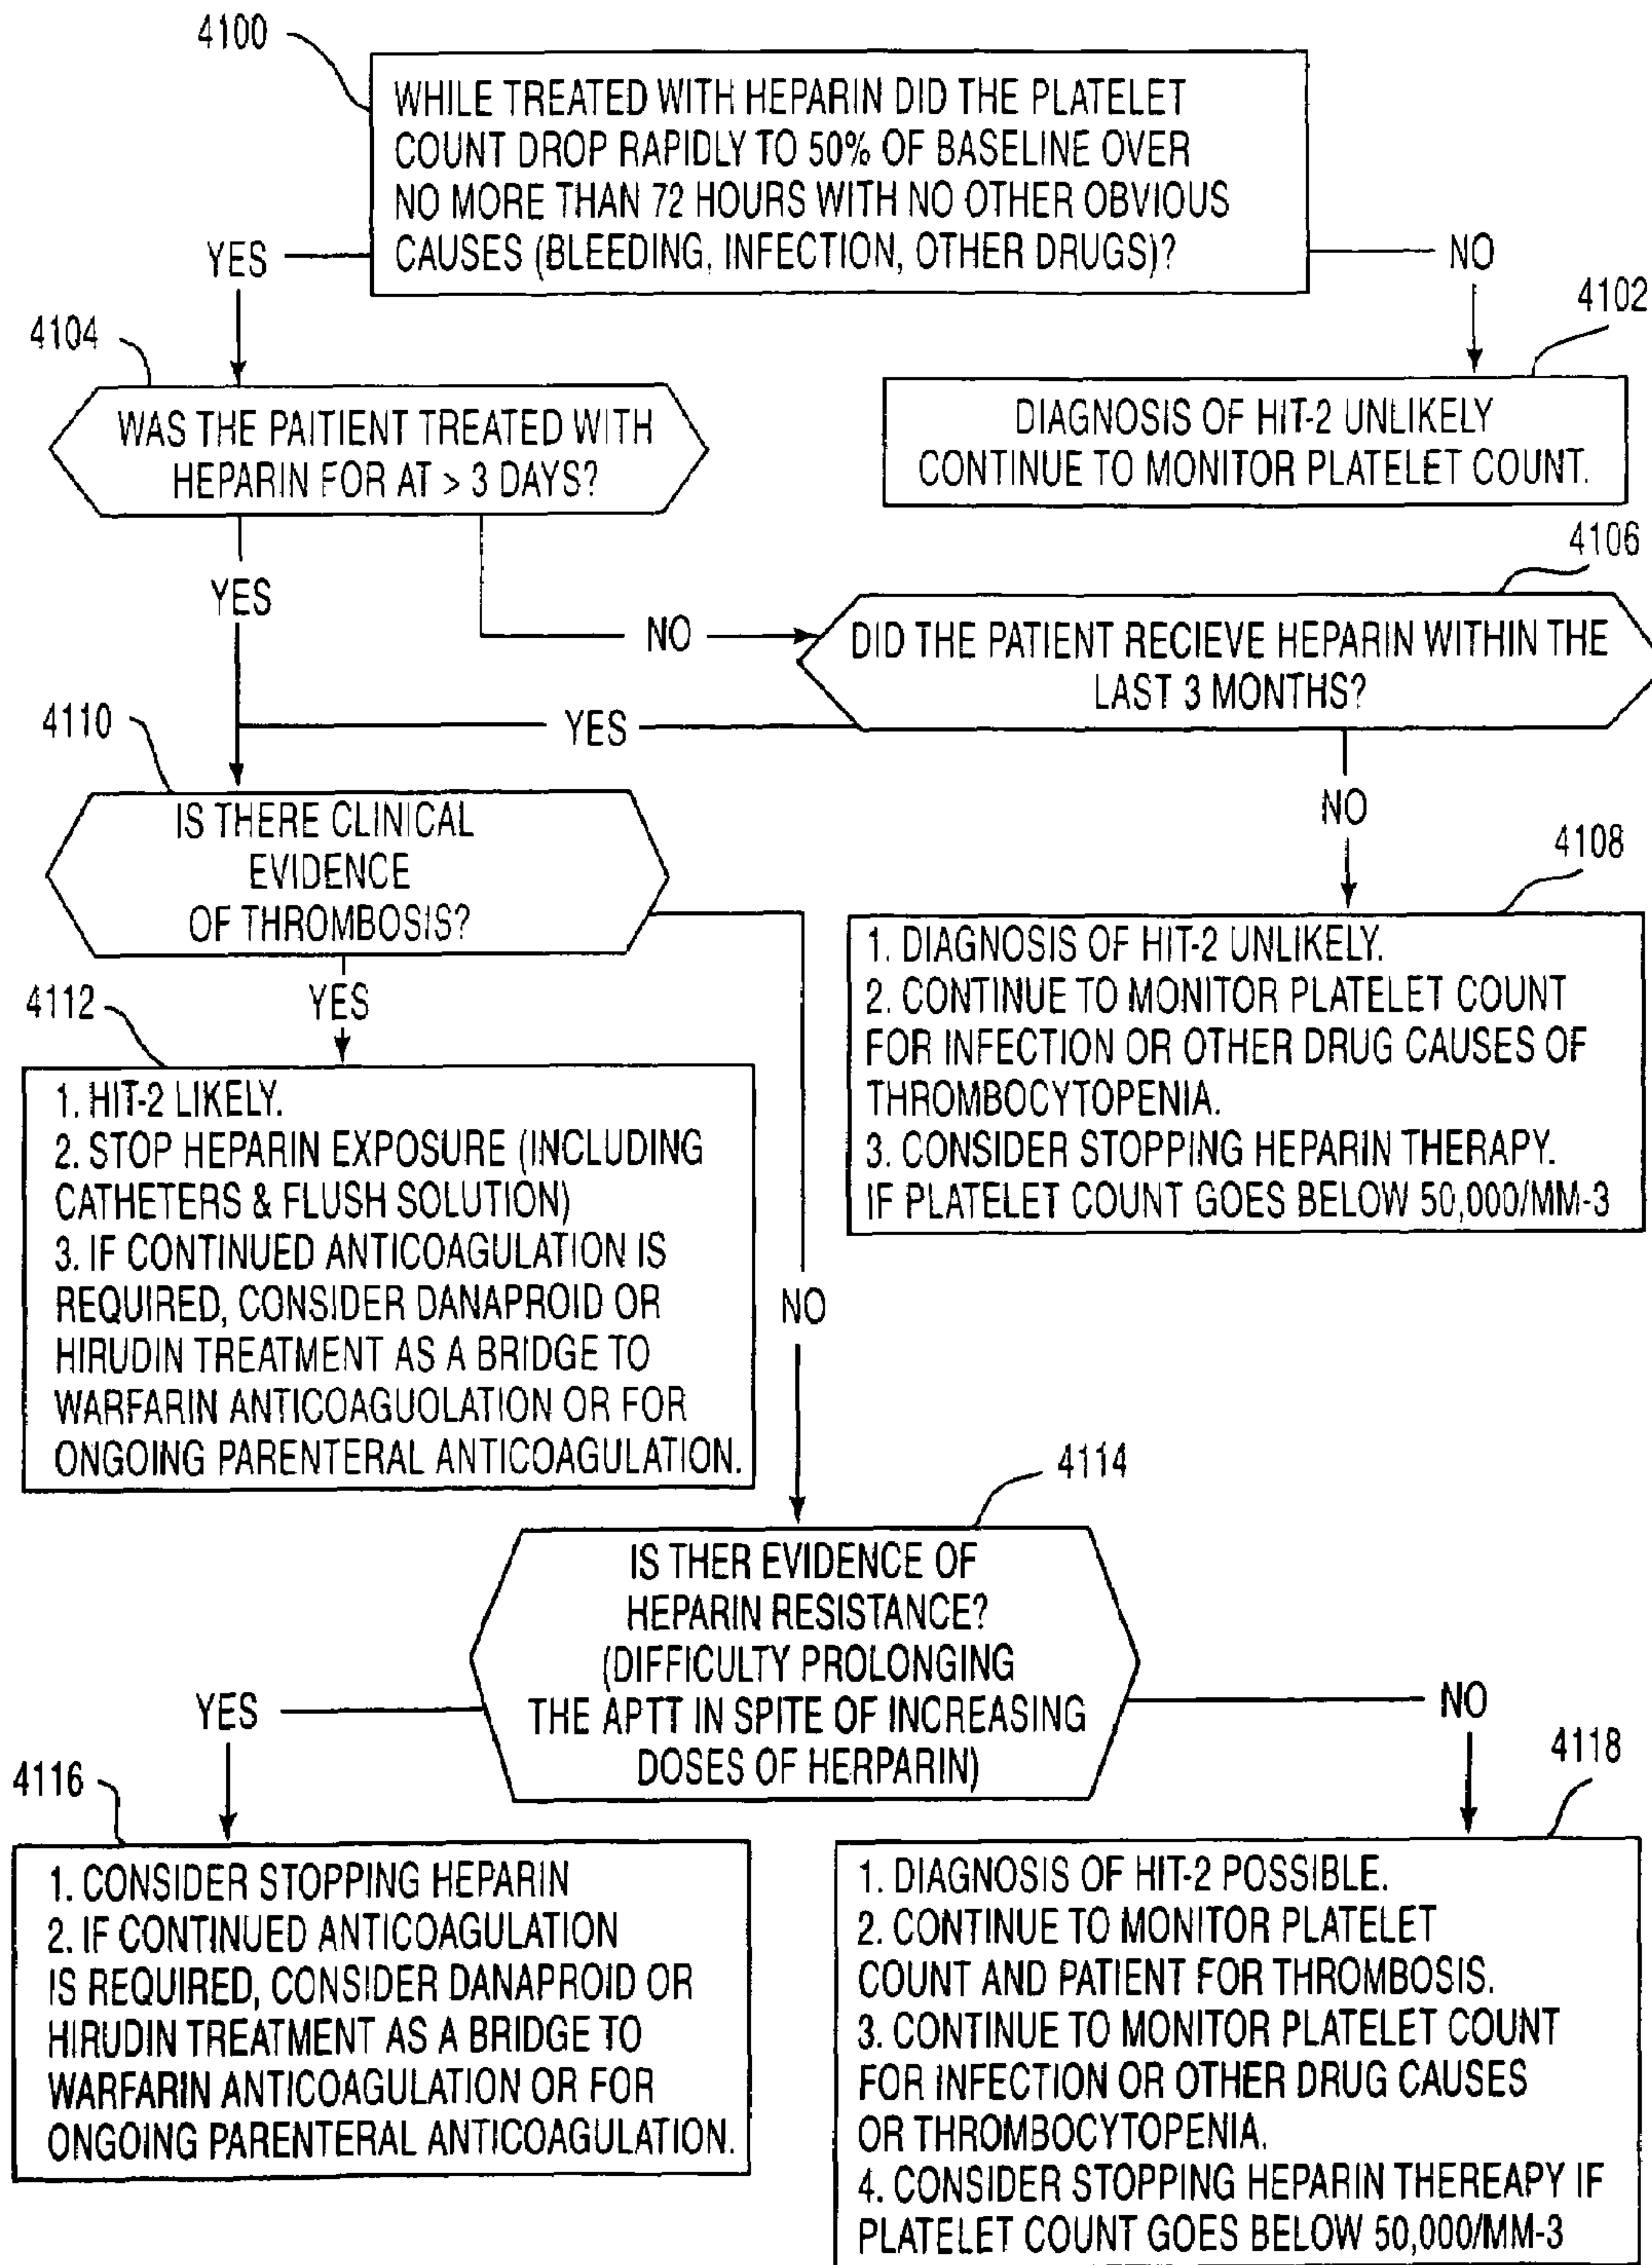 4100
WHILE TREATED WITH HEPARIN DID THE PLATELET
COUNT DROP RAPIDLY TO 50% OF BASELINE OVER
NO MORE THAN 72 HOURS WITH NO OTHER OBVIOUS
CAUSES (BLEEDING, INFECTION, OTHER DRUGS)?
YES
NO
4102
4104
DIAGNOSIS OF HIT-2 UNLIKELY
CONTINUE TO MONITOR PLATELET COUNT.
WAS THE PAITIENT TREATED WITH
HEPARIN FOR AT > 3 DAYS?
4106
YES
NO
DID THE PATIENT RECIEVE HEPARIN WITHIN THE
LAST 3 MONTHS?
4110
YES
NO
IS THERE CLINICAL
EVIDENCE
OF THROMBOSIS?
4108
1. DIAGNOSIS OF HIT-2 UNLIKELY.
2. CONTINUE TO MONITOR PLATELET COUNT
FOR INFECTION OR OTHER DRUG CAUSES OF
THROMBOCYTOPENIA.
3. CONSIDER STOPPING HEPARIN THERAPY.
IF PLATELET COUNT GOES BELOW 50,000/MM-3
4112
YES
1. HIT-2 LIKELY.
2. STOP HEPARIN EXPOSURE (INCLUDING
CATHETERS & FLUSH SOLUTION)
3. IF CONTINUED ANTICOAGULATION IS
REQUIRED, CONSIDER DANAPROID OR
HIRUDIN TREATMENT AS A BRIDGE TO
WARFARIN ANTICOAGUOLATION OR FOR
ONGOING PARENTERAL ANTICOAGULATION.
NO
4114
IS THER EVIDENCE OF
HEPARIN RESISTANCE?
(DIFFICULTY PROLONGING
THE APTT IN SPITE OF INCREASING
DOSES OF HERPARIN)
YES
NO
4116
1. CONSIDER STOPPING HEPARIN
2. IF CONTINUED ANTICOAGULATION
IS REQUIRED, CONSIDER DANAPROID OR
HIRUDIN TREATMENT AS A BRIDGE TO
WARFARIN ANTICOAGULATION OR FOR
ONGOING PARENTERAL ANTICOAGULATION.
4118
1. DIAGNOSIS OF HIT-2 POSSIBLE.
2. CONTINUE TO MONITOR PLATELET
COUNT AND PATIENT FOR THROMBOSIS.
3. CONTINUE TO MONITOR PLATELET COUNT
FOR INFECTION OR OTHER DRUG CAUSES
OR THROMBOCYTOPENIA.
4. CONSIDER STOPPING HEPARIN THEREAPY IF
PLATELET COUNT GOES BELOW 50,000/MM-3